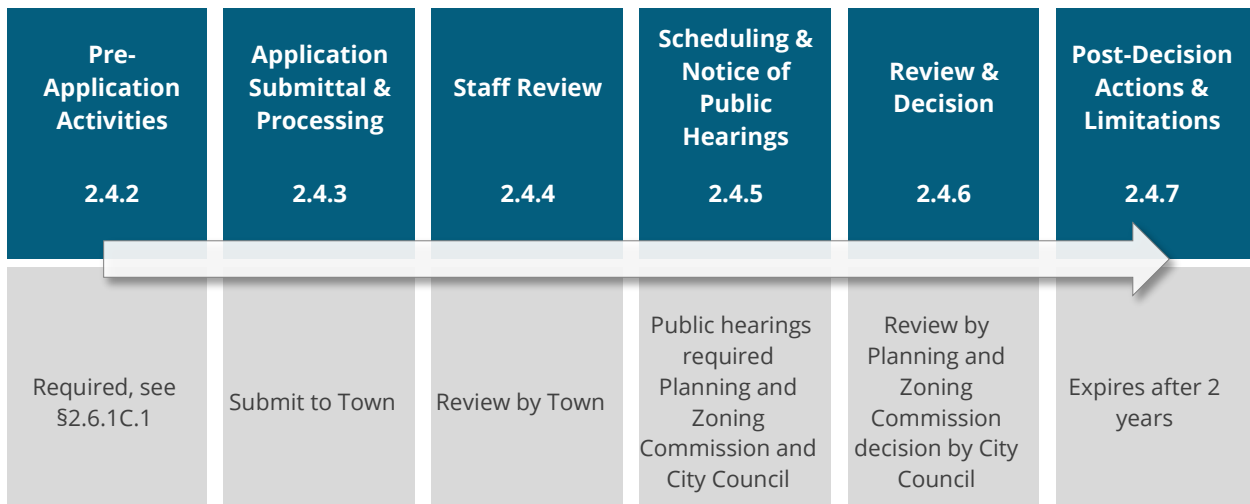 Pre-
Application
Activities
2.4.2
Application
Submittal &
Processing
2.4.3
Staff Review
2.4.4
Scheduling &
Notice of
Public
Hearings
2.4.5
Review &
Decision
2.4.6
Post-Decision
Actions &
Limitations
2.4.7
Required, see
§2.6.1C.1
Submit to Town
Review by Town
Public hearings
required
Planning and
Zoning
Commission and
City Council
Review by
Planning and
Zoning
Commission
decision by City
Council
Expires after 2
years